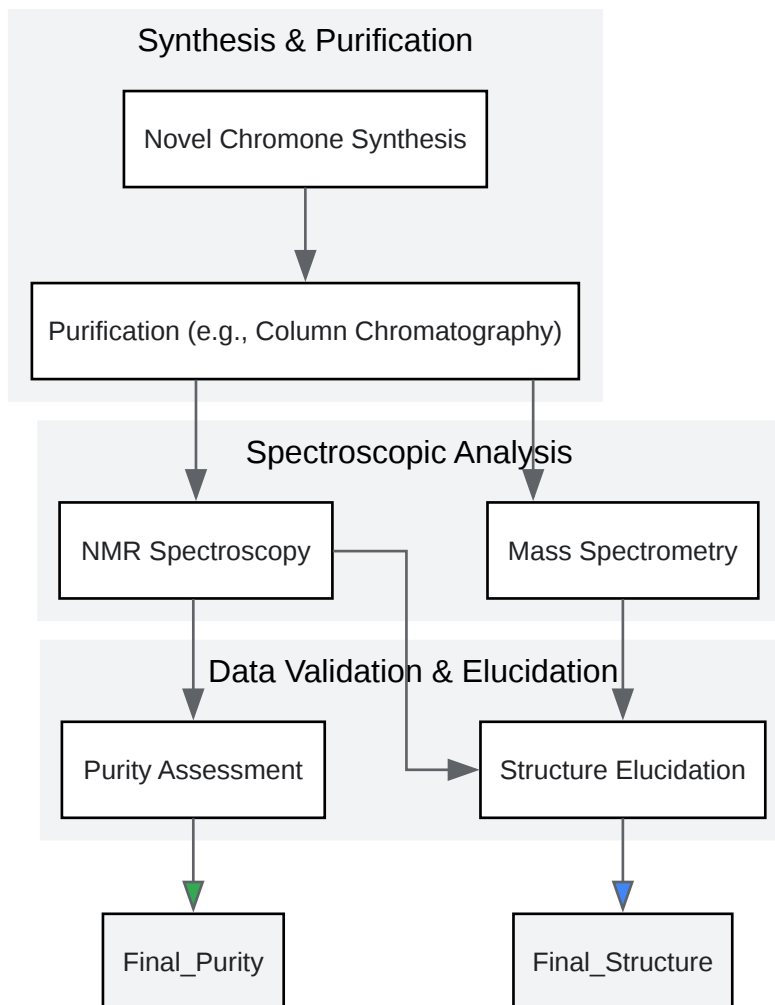 Synthesis & Purification
Novel Chromone Synthesis
Purification (e.g., Column Chromatography)
Spectroscopic Analysis
NMR Spectroscopy
Mass Spectrometry
Data Validation & Elucidation
Purity Assessment
Structure Elucidation
Final_Purity
Final_Structure